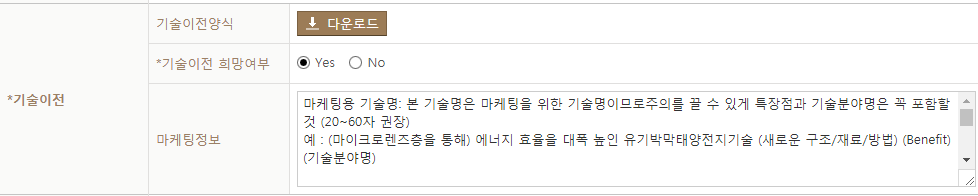 기술이전양식
다운로드
*기술이전 희망여부
Yes No
*기술이전
마케팅정보
마케팅용 기술명: 본 기술명은 마케팅을 위한 기술명이므로주의를 끌 수 있게 특장점과 기술분야명은 꼭 포함할
것 (20~60자 권장)
예 : (마이크로렌즈층을 통해) 에너지 효율을 대폭 높인 유기박막태양전지기술 (새로운 구조/재료/방법) (Benefit)
(기술분야명)